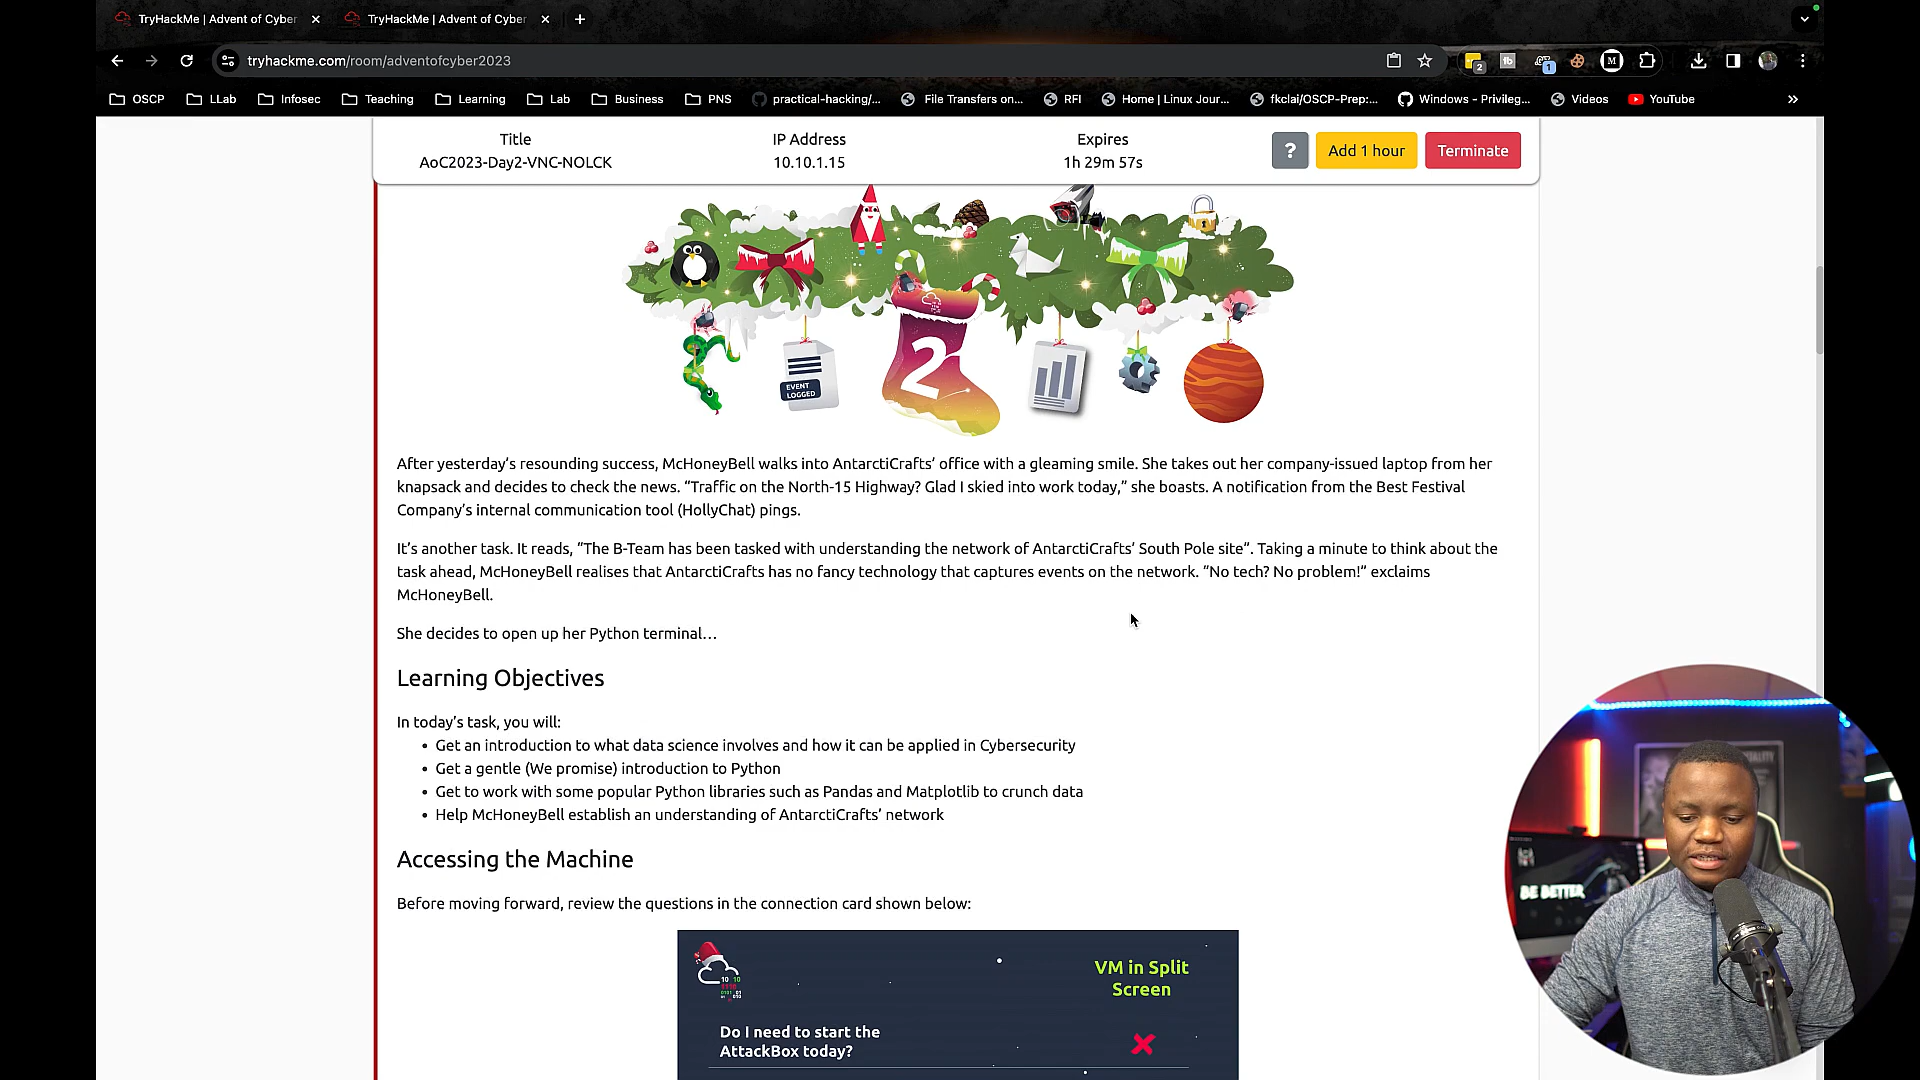 TryHackMe | Advent of Cyber
TryHackMe | Advent of Cyber
tryhackme.com/room/adventofcyber2023
2
1
M
OSCP
LLab
Infosec
Teaching
Learning
Lab
Business
PNS
practical-hacking/...
File Transfers on...
RFI
Home | Linux Jour...
fkclai/OSCP-Prep:...
Windows - Privileg...
Videos
YouTube
Title
IP Address
Expires
AoC2023-Day2-VNC-NOLCK
10.10.1.15
1h 29m 57s
?
Add 1 hour
Terminate
EVENT
LOGGED
2
After yesterday’s resounding success, McHoneyBell walks into AntarctiCrafts’ office with a gleaming smile. She takes out her company-issued laptop from her
knapsack and decides to check the news. “Traffic on the North-15 Highway? Glad I skied into work today,” she boasts. A notification from the Best Festival
Company’s internal communication tool (HollyChat) pings.
It’s another task. It reads, “The B-Team has been tasked with understanding the network of AntarctiCrafts’ South Pole site”. Taking a minute to think about the
task ahead, McHoneyBell realises that AntarctiCrafts has no fancy technology that captures events on the network. “No tech? No problem!” exclaims
McHoneyBell.
She decides to open up her Python terminal…
Learning Objectives
In today’s task, you will:
• Get an introduction to what data science involves and how it can be applied in Cybersecurity
• Get a gentle (We promise) introduction to Python
• Get to work with some popular Python libraries such as Pandas and Matplotlib to crunch data
• Help McHoneyBell establish an understanding of AntarctiCrafts’ network
Accessing the Machine
Before moving forward, review the questions in the connection card shown below:
VM in Split
Screen
Do I need to start the
AttackBox today?
BE BETTER